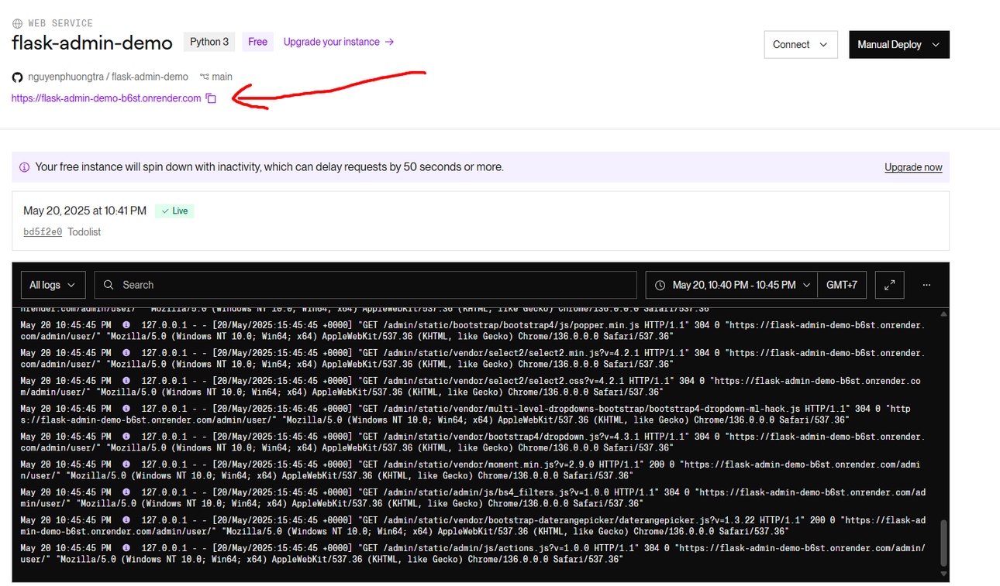 WEB SERVICE
flask-admin-demo Python 3 Free Upgrade your instance → Connect Manual Deploy
nguyenphuongtra / flask-admin-demo main
https://flask-admin-demo-b6st.onrender.com
Your free instance will spin down with inactivity, which can delay requests by 50 seconds or more. Upgrade now
May 20, 2025 at 10:41 PM ✓ Live
bd5f2e0 Todolist
All logs Search May 20, 10:40 PM - 10:45 PM GMT+7 ...
nrender.com/admin/user/" "Mozilla/5.0 (Windows NT 10.0; Win64; x64) AppleWebKit/537.36 (KHTML, like Gecko) Chrome/136.0.0.0 Safari/537.36"
May 20 10:45:45 PM 127.0.0.1 - - [20/May/2025:15:45:45 +0000] "GET /admin/static/bootstrap/bootstrap4/js/popper.min.js HTTP/1.1" 304 0 "https://flask-admin-demo-b6st.onrender.
com/admin/user/" "Mozilla/5.0 (Windows NT 10.0; Win64; x64) AppleWebKit/537.36 (KHTML, like Gecko) Chrome/136.0.0.0 Safari/537.36"
May 20 10:45:45 PM 127.0.0.1 - - [20/May/2025:15:45:45 +0000] "GET /admin/static/vendor/select2/select2.min.js?v=4.2.1 HTTP/1.1" 304 0 "https://flask-admin-demo-b6st.onrender.
com/admin/user/" "Mozilla/5.0 (Windows NT 10.0; Win64; x64) AppleWebKit/537.36 (KHTML, like Gecko) Chrome/136.0.0.0 Safari/537.36"
May 20 10:45:45 PM 127.0.0.1 - - [20/May/2025:15:45:45 +0000] "GET /admin/static/vendor/select2/select2.css?v=4.2.1 HTTP/1.1" 304 0 "https://flask-admin-demo-b6st.onrender.co
m/admin/user/" "Mozilla/5.0 (Windows NT 10.0; Win64; x64) AppleWebKit/537.36 (KHTML, like Gecko) Chrome/136.0.0.0 Safari/537.36"
May 20 10:45:45 PM 127.0.0.1 - - [20/May/2025:15:45:45 +0000] "GET /admin/static/vendor/multi-level-dropdowns-bootstrap/bootstrap4-dropdown-ml-hack.js HTTP/1.1" 304 0 "http
s://flask-admin-demo-b6st.onrender.com/admin/user/" "Mozilla/5.0 (Windows NT 10.0; Win64; x64) AppleWebKit/537.36 (KHTML, like Gecko) Chrome/136.0.0.0 Safari/537.36"
May 20 10:45:45 PM 127.0.0.1 - - [20/May/2025:15:45:45 +0000] "GET /admin/static/vendor/bootstrap4/dropdown.js?v=4.3.1 HTTP/1.1" 304 0 "https://flask-admin-demo-b6st.onrender.
com/admin/user/" "Mozilla/5.0 (Windows NT 10.0; Win64; x64) AppleWebKit/537.36 (KHTML, like Gecko) Chrome/136.0.0.0 Safari/537.36"
May 20 10:45:45 PM 127.0.0.1 - - [20/May/2025:15:45:45 +0000] "GET /admin/static/vendor/moment.min.js?v=2.9.0 HTTP/1.1" 200 0 "https://flask-admin-demo-b6st.onrender.com/admi
n/user/" "Mozilla/5.0 (Windows NT 10.0; Win64; x64) AppleWebKit/537.36 (KHTML, like Gecko) Chrome/136.0.0.0 Safari/537.36"
May 20 10:45:45 PM 127.0.0.1 - - [20/May/2025:15:45:45 +0000] "GET /admin/static/admin/js/bs4_filters.js?v=1.0.0 HTTP/1.1" 304 0 "https://flask-admin-demo-b6st.onrender.com/ad
min/user/" "Mozilla/5.0 (Windows NT 10.0; Win64; x64) AppleWebKit/537.36 (KHTML, like Gecko) Chrome/136.0.0.0 Safari/537.36"
May 20 10:45:45 PM 127.0.0.1 - - [20/May/2025:15:45:45 +0000] "GET /admin/static/vendor/bootstrap-daterangepicker/daterangepicker.js?v=1.3.22 HTTP/1.1" 200 0 "https://flask-ad
min-demo-b6st.onrender.com/admin/user/" "Mozilla/5.0 (Windows NT 10.0; Win64; x64) AppleWebKit/537.36 (KHTML, like Gecko) Chrome/136.0.0.0 Safari/537.36"
May 20 10:45:45 PM 127.0.0.1 - - [20/May/2025:15:45:45 +0000] "GET /admin/static/admin/js/actions.js?v=1.0.0 HTTP/1.1" 304 0 "https://flask-admin-demo-b6st.onrender.com/admin/
user/" "Mozilla/5.0 (Windows NT 10.0; Win64; x64) AppleWebKit/537.36 (KHTML, like Gecko) Chrome/136.0.0.0 Safari/537.36"